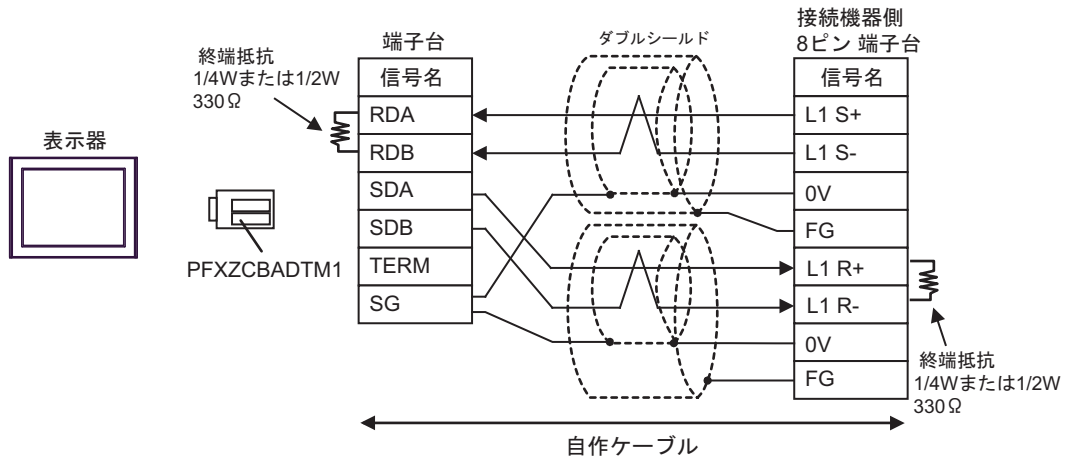 接続機器側
8ピン 端子台
端子台
ダブルシールド
終端抵抗
1/4Wまたは1/2W
330Ω
信号名
信号名
RDA
L1 S+
RDB
L1 S-
表示器
SDA
0V
SDB
FG
PFXZCBADTM1
TERM
L1 R+
SG
L1 R-
0V
FG
終端抵抗
1/4Wまたは1/2W
330Ω
自作ケーブル